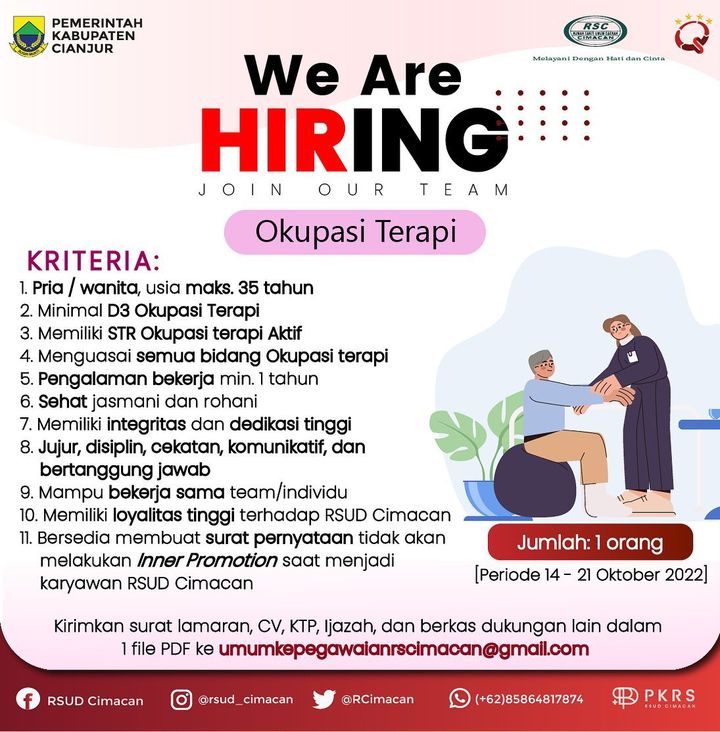 PEMERINTAH
KABUPATEN
CIANJUR
RSC
RUMAH SAKIT UMUM DAERAH
CIMACAN
Melayani Dengan Hati dan Cinta
We Are
HIRING
JOIN OUR TEAM
Okupasi Terapi
KRITERIA:
1. Pria / wanita, usia maks. 35 tahun
2. Minimal D3 Okupasi Terapi
3. Memiliki STR Okupasi terapi Aktif
4. Menguasai semua bidang Okupasi terapi
5. Pengalaman bekerja min. 1 tahun
6. Sehat jasmani dan rohani
7. Memiliki integritas dan dedikasi tinggi
8. Jujur, disiplin, cekatan, komunikatif, dan
bertanggung jawab
9. Mampu bekerja sama team/individu
10. Memiliki loyalitas tinggi terhadap RSUD Cimacan
11. Bersedia membuat surat pernyataan tidak akan
melakukan Inner Promotion saat menjadi
karyawan RSUD Cimacan
Jumlah: 1 orang
[Periode 14 - 21 Oktober 2022]
Kirimkan surat lamaran, CV, KTP, Ijazah, dan berkas dukungan lain dalam
1 file PDF ke umumkepegawaianrscimacan@gmail.com
RSUD Cimacan
@rsud_cimacan
@RCimacan
(+62)85864817874
PKRS
RSUD CIMACAN